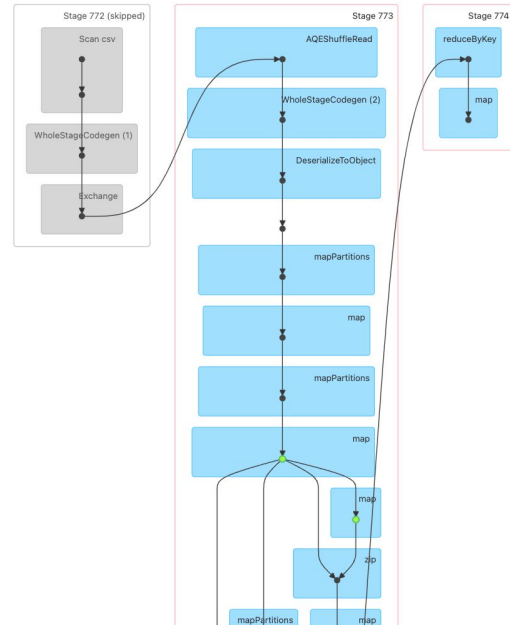 Stage 772 (skipped)
Scan csv
WholeStageCodegen (1)
Exchange
Stage 773
AQEShuffleRead
WholeStageCodegen (2)
DeserializeToObject
mapPartitions
map
mapPartitions
map
map
zip
mapPartitions
map
Stage 774
reduceByKey
map